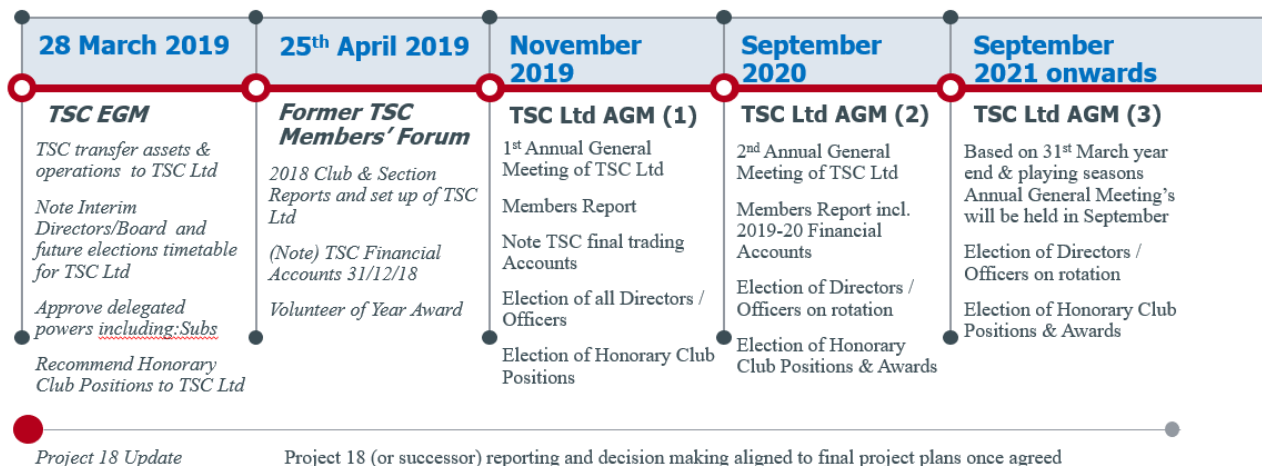 28 March 2019
TSC EGM
TSC transfer assets &
operations to TSC Ltd
Note Interim
Directors/Board and
future elections timetable
for TSC Ltd
Approve delegated
powers including:Subs
Recommend Honorary
Club Positions to TSC Ltd
25th April 2019
Former TSC
Members' Forum
2018 Club & Section
Reports and set up of TSC
Ltd
(Note) TSC Financial
Accounts 31/12/18
Volunteer of Year Award
November
2019
TSC Ltd AGM (1)
1st Annual General
Meeting of TSC Ltd
Members Report
Note TSC final trading
Accounts
Election of all Directors /
Officers
Election of Honorary Club
Positions
September
2020
TSC Ltd AGM (2)
2nd Annual General
Meeting of TSC Ltd
Members Report incl.
2019-20 Financial
Accounts
Election of Directors /
Officers on rotation
Election of Honorary
Club Positions & Awards
September
2021 onwards
TSC Ltd AGM (3)
Based on 31st March year
end & playing seasons
Annual General Meeting's
will be held in September
Election of Directors /
Officers on rotation
Election of Honorary Club
Positions & Awards
Project 18 Update
Project 18 (or successor) reporting and decision making aligned to final project plans once agreed